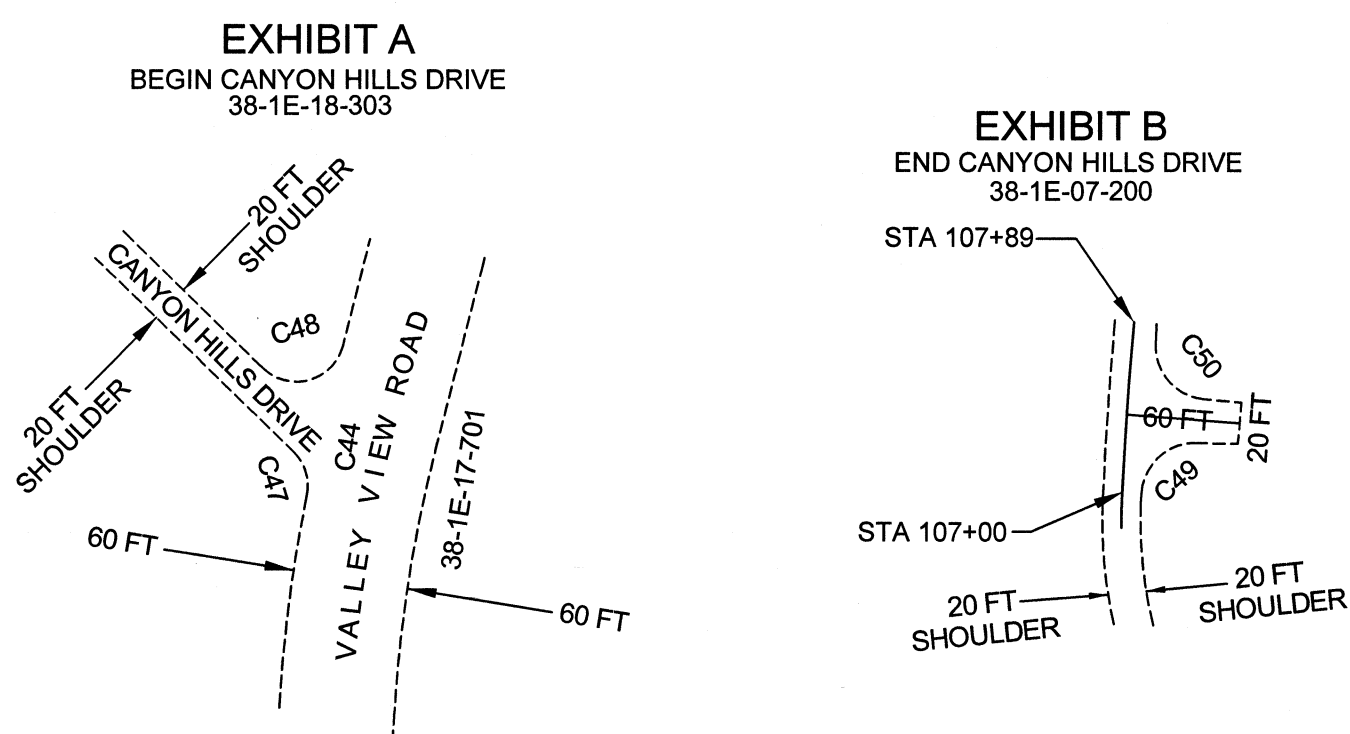 EXHIBIT A
BEGIN CANYON HILLS DRIVE
38-1E-18-303
20 FT
SHOULDER
CANYON HILLS DRIVE
C48
20 FT
SHOULDER
C47
C44
VALLEY VIEW ROAD
38-1E-17-701
60 FT
60 FT
EXHIBIT B
END CANYON HILLS DRIVE
38-1E-07-200
STA 107+89
C50
60 FT
20 FT
C49
STA 107+00
20 FT
SHOULDER
20 FT
SHOULDER